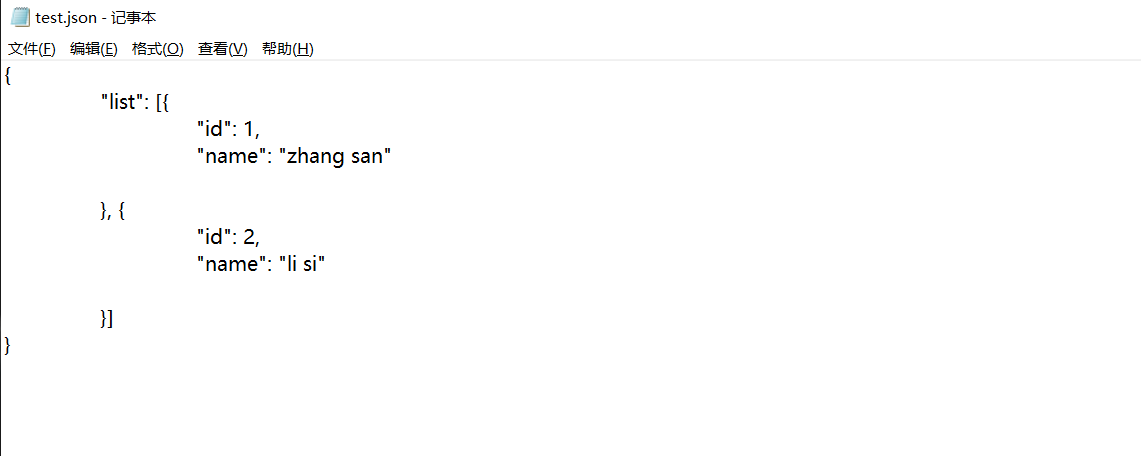 test.json - 记事本
文件(F) 编辑(E) 格式(O) 查看(V) 帮助(H)
{
"list": [{
"id": 1,
"name": "zhang san"
}, {
"id": 2,
"name": "li si"
}]
}